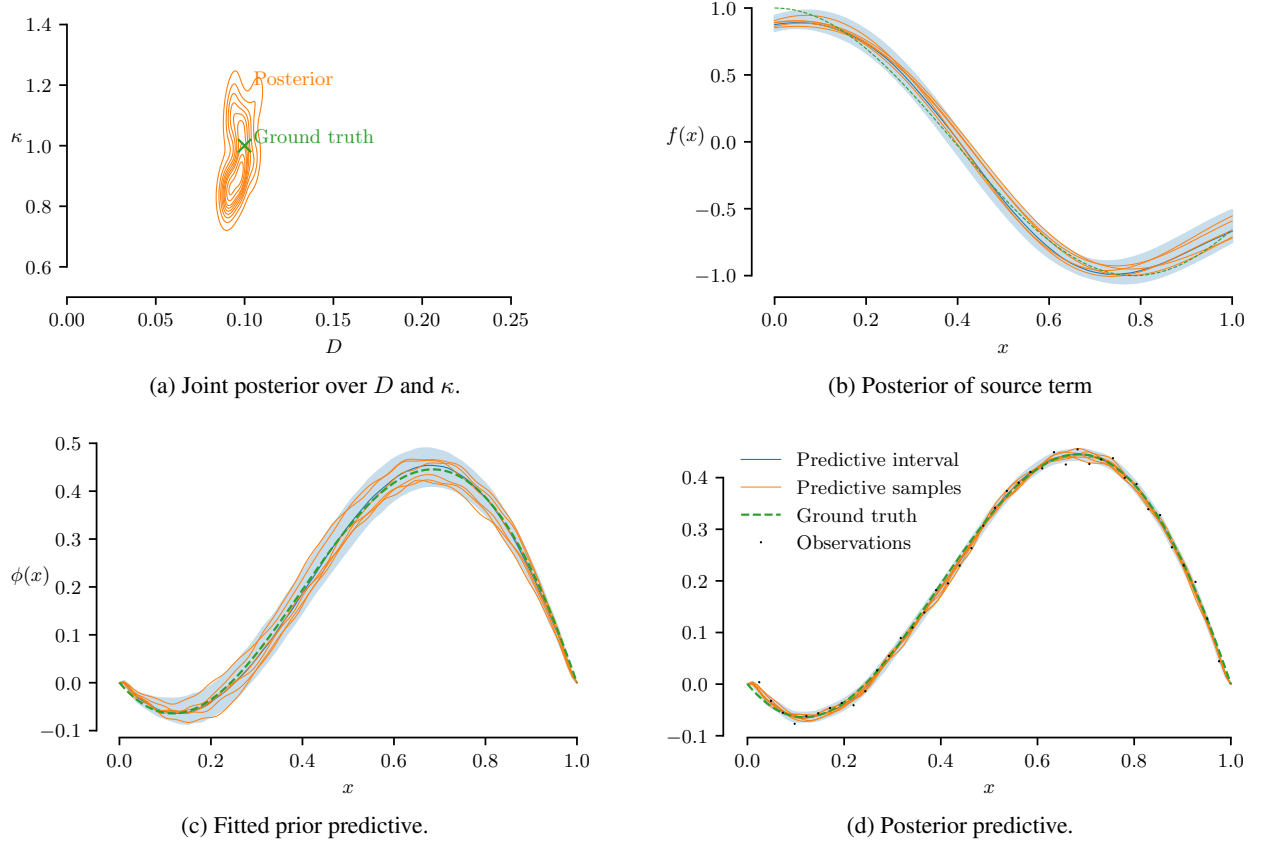 1.4
1.2
κ
1.0
0.8
0.6
Posterior
Ground truth
0.00 0.05 0.10 0.15 0.20 0.25
D
(a) Joint posterior over D and κ.
1.0
0.5
f(x)
0.0
−0.5
−1.0
0.0 0.2 0.4 0.6 0.8 1.0
x
(b) Posterior of source term
0.5
0.4
0.3
ϕ(x)
0.2
0.1
0.0
−0.1
0.0 0.2 0.4 0.6 0.8 1.0
x
(c) Fitted prior predictive.
Predictive interval
Predictive samples
Ground truth
Observations
0.4
0.3
0.2
0.1
0.0
−0.1
0.0 0.2 0.4 0.6 0.8 1.0
x
(d) Posterior predictive.